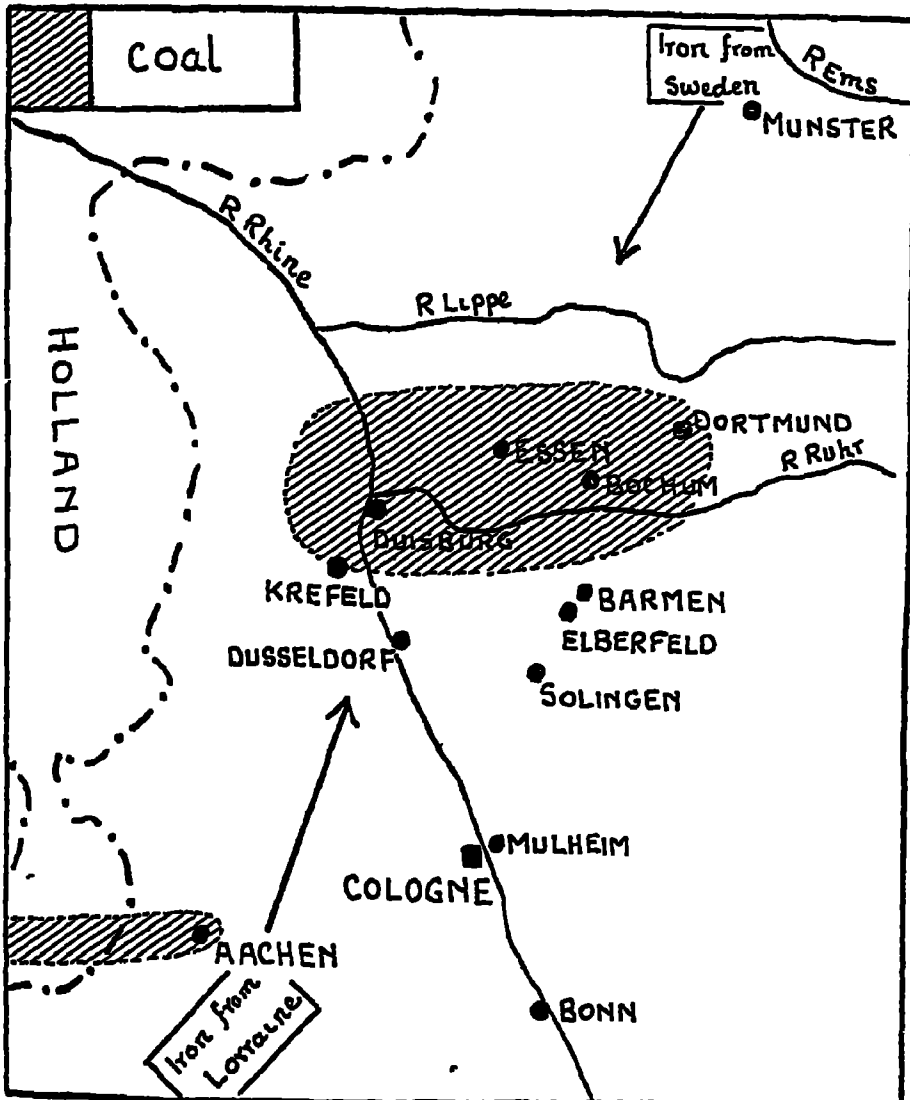 Coal
Iron from
Sweden
R Ems
MUNSTER
R Rhine
R Lippe
HOLLAND
DORTMUND
ESSEN
R Ruhr
BOCHUM
DUISBURG
KREFELD
BARMEN
ELBERFELD
DUSSELDORF
SOLINGEN
MULHEIM
COLOGNE
AACHEN
Iron from
Lorraine
BONN